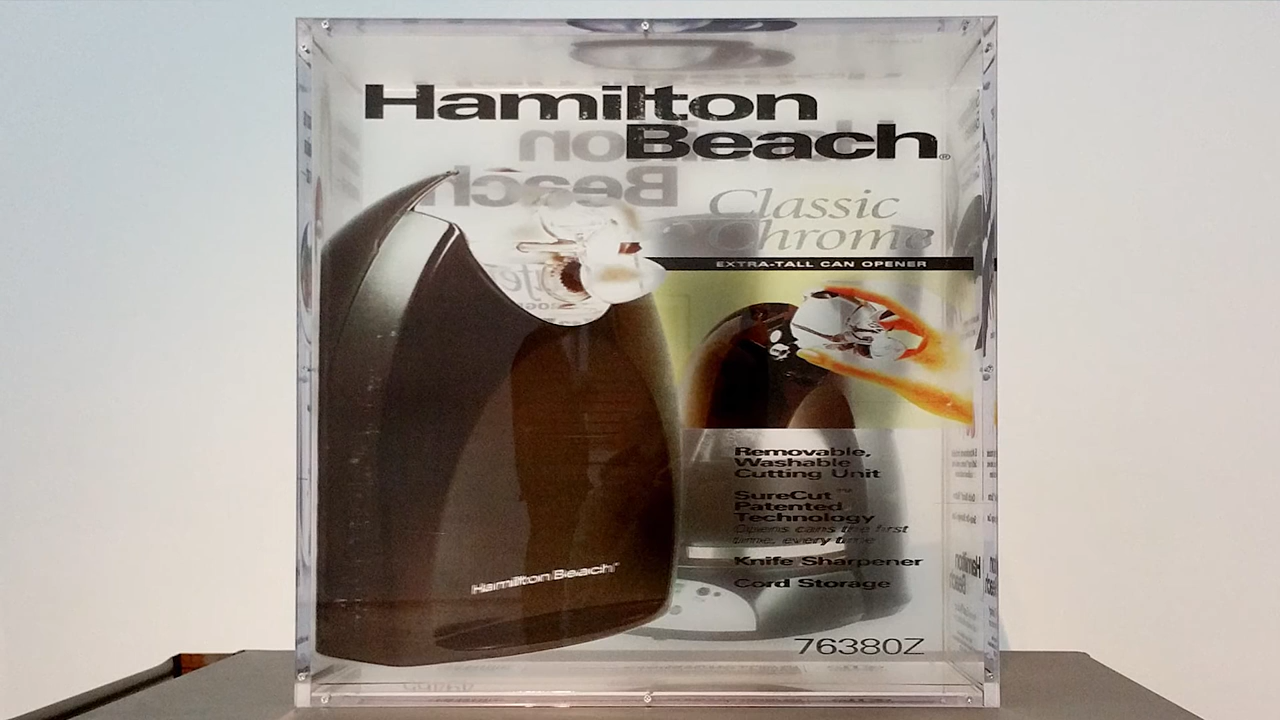 Hamilton
Beach®
Classic
Chrome
EXTRA-TALL CAN OPENER
Removable,
Washable
Cutting Unit
SureCut™
Patented
Technology
Opens cans the first
time, every time
Knife Sharpener
Cord Storage
Hamilton Beach
76380Z